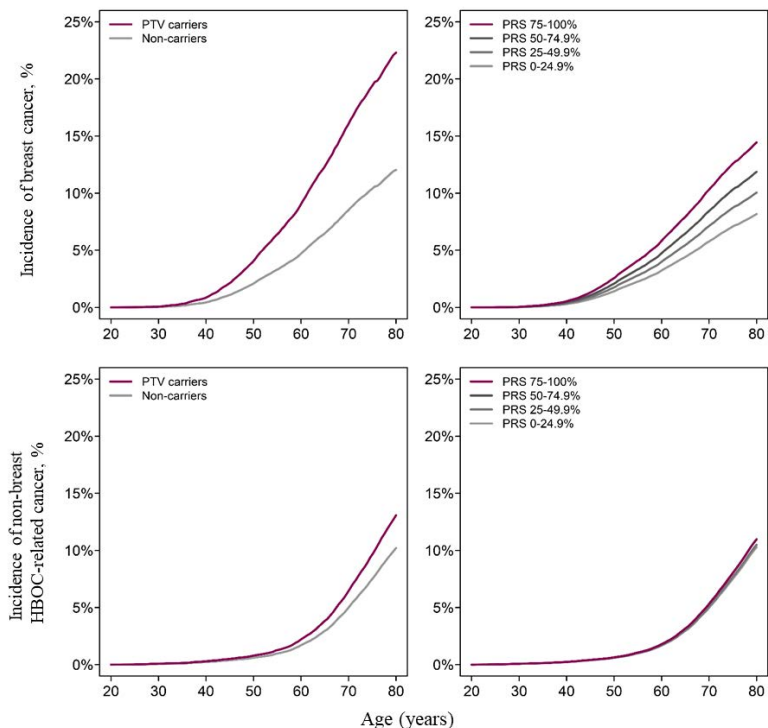 Incidence of breast cancer, %
25%
20%
15%
10%
5%
0%
PTV carriers
Non-carriers
20 30 40 50 60 70 80
25%
20%
15%
10%
5%
0%
PRS 75-100%
PRS 50-74.9%
PRS 25-49.9%
PRS 0-24.9%
20 30 40 50 60 70 80
Incidence of non-breast
HBOC-related cancer, %
25%
20%
15%
10%
5%
0%
PTV carriers
Non-carriers
20 30 40 50 60 70 80
25%
20%
15%
10%
5%
0%
PRS 75-100%
PRS 50-74.9%
PRS 25-49.9%
PRS 0-24.9%
20 30 40 50 60 70 80
Age (years)